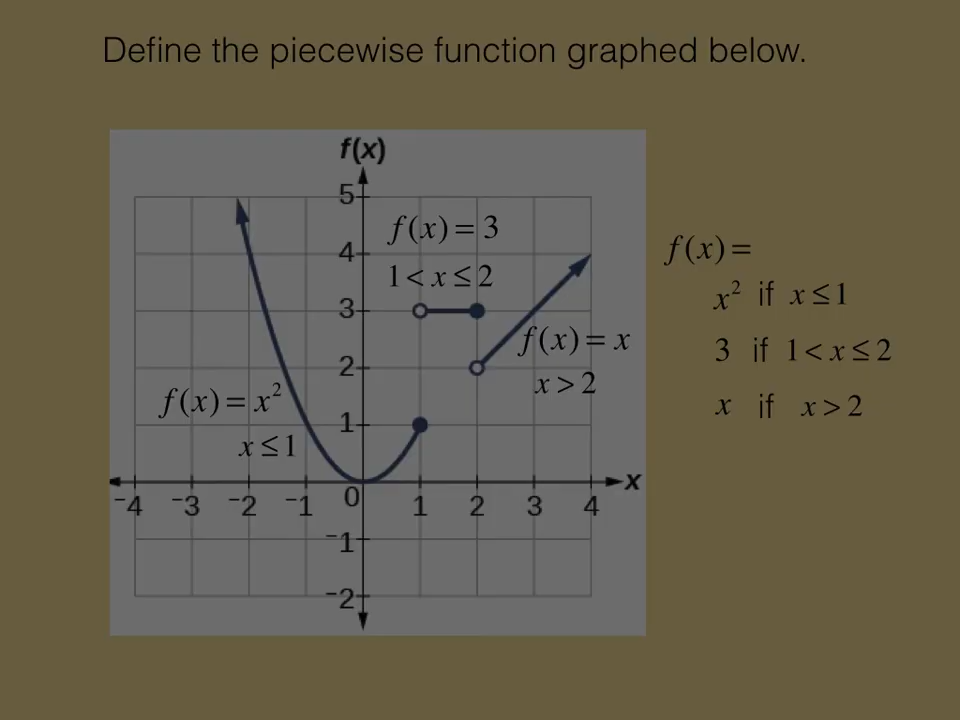 Define the piecewise function graphed below.
f(x)
5
f(x) = 3
4
1 < x ≤ 2
3
f(x) = x
2
x > 2
f(x) = x²
1
x ≤ 1
x
-4 -3 -2 -1 0 1 2 3 4
-1
-2
f(x) =
x² if x ≤ 1
3 if 1 < x ≤ 2
x if x > 2